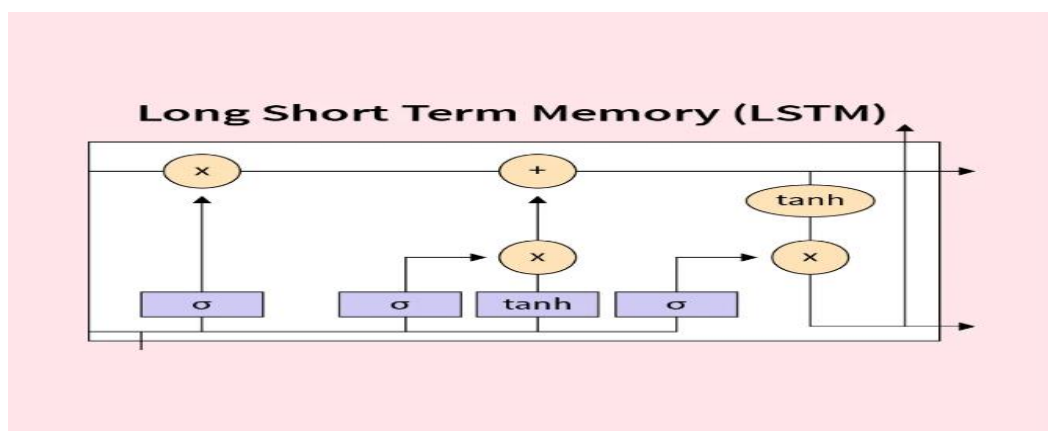 Long Short Term Memory (LSTM)
x
+
tanh
x
x
σ
σ
tanh
σ